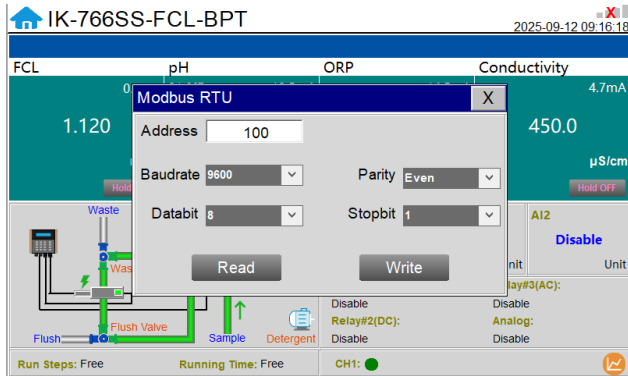 IK-766SS-FCL-BPT
2025-09-12 09:16:18
FCL pH ORP Conductivity
4.7mA
Modbus RTU X
1.120
Address 100
450.0
µS/cm
Baudrate 9600 Parity Even
Hold OFF
Databit 8 Stopbit 1
Read Write
Waste
AI2
Disable
Unit
Disable
Disable
Relay#2(DC):
Analog:
Flush Valve
Flush Sample Detergent Disable
Disable
Run Steps: Free Running Time: Free CH1: